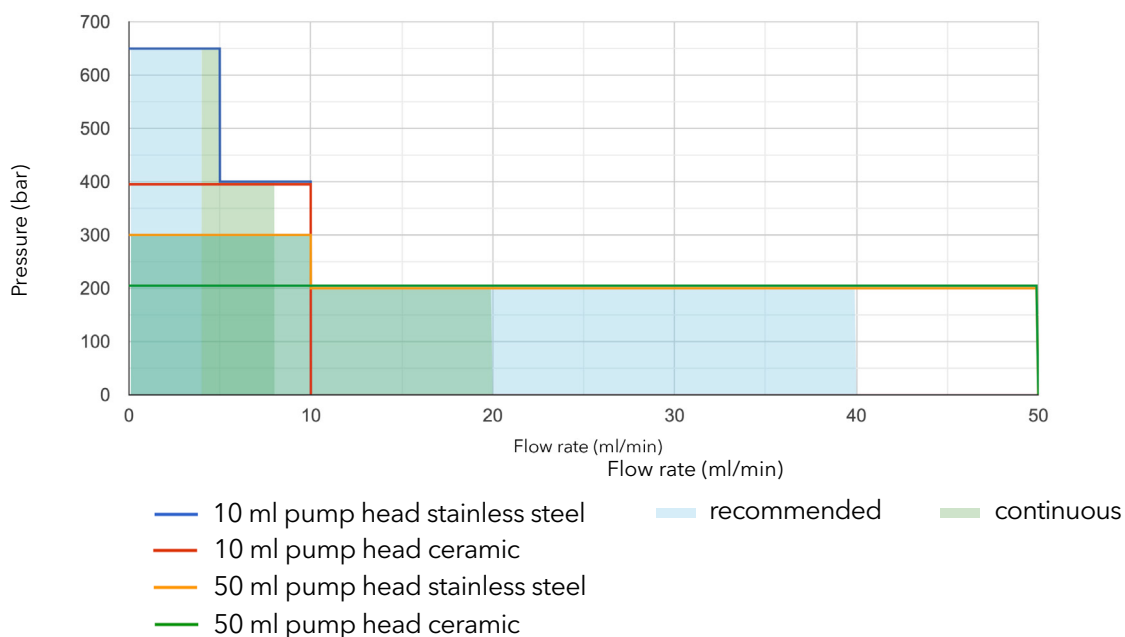 700
600
500
400
300
200
100
0
Pressure (bar)
0 10 20 30 40 50
Flow rate (ml/min)
Flow rate (ml/min)
10 ml pump head stainless steel recommended continuous
10 ml pump head ceramic
50 ml pump head stainless steel
50 ml pump head ceramic